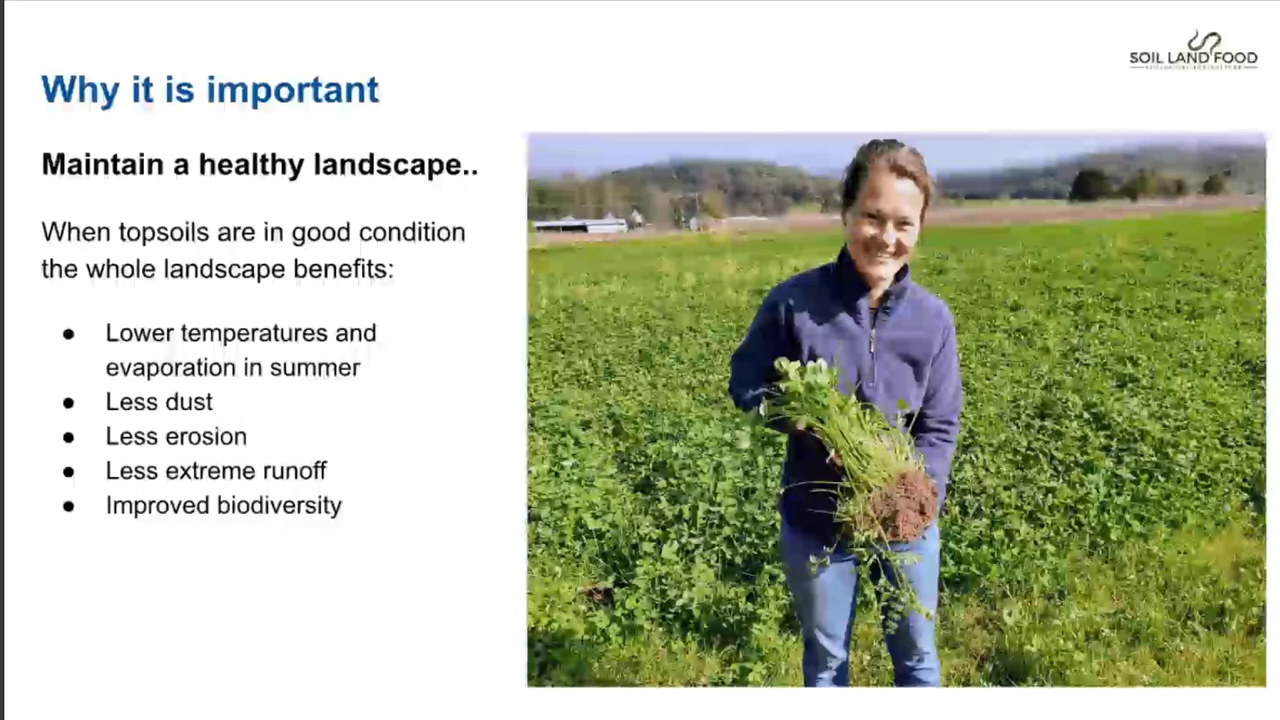 SOIL LAND FOOD
Why it is important
Maintain a healthy landscape..
When topsoils are in good condition
the whole landscape benefits:
● Lower temperatures and
evaporation in summer
● Less dust
● Less erosion
● Less extreme runoff
● Improved biodiversity